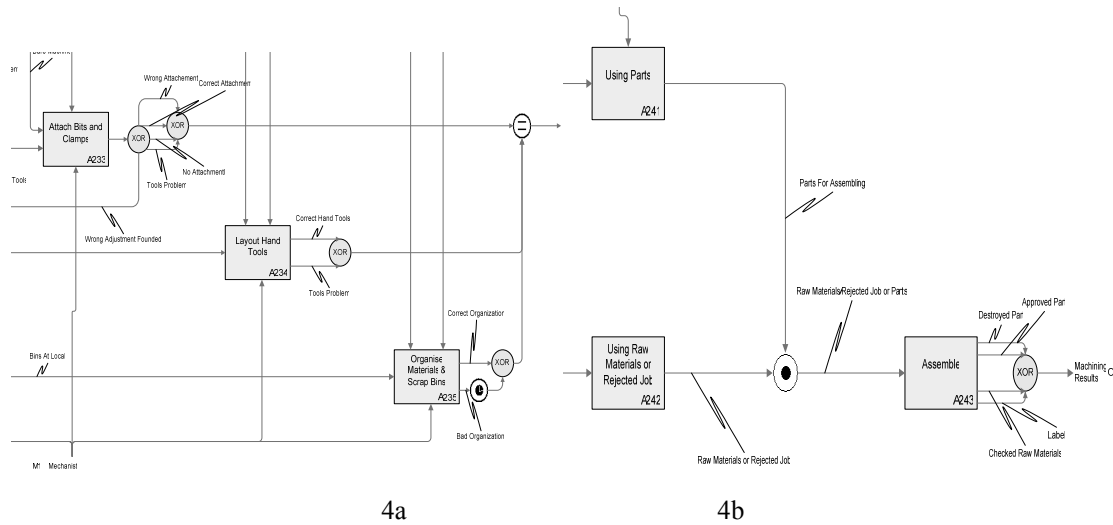 Wrong Attachement
Correct Attachmen
Attach Bits and
Clamps
A233
XOR
XOR
No Attachment
Tools Problem
Tools
Wrong Adjustment Founded
Correct Hand Tools
Layout Hand
Tools
A234
XOR
Tools Problem
Correct Organization
Bins At Local
Organise
Materials &
Scrap Bins
A235
XOR
Bad Organization
M1 Mechanist
4a
Using Parts
A241
Parts For Assembling
Raw Materials/Rejected Job or Parts
Using Raw
Materials or
Rejected Job
A242
Raw Materials or Rejected Job
Approved Part
Destroyed Part
Assemble
A243
XOR
Machining
Results
O
Label
Checked Raw Materials
4b